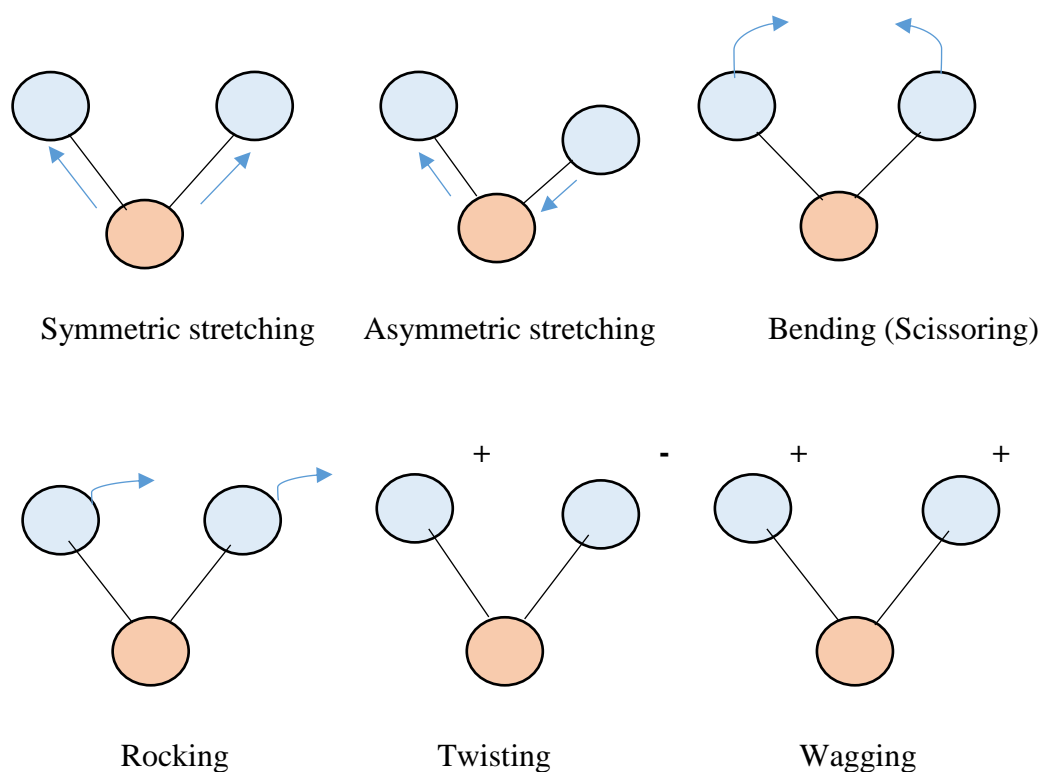 Symmetric stretching Asymmetric stretching Bending (Scissoring)
+ - + +
Rocking Twisting Wagging